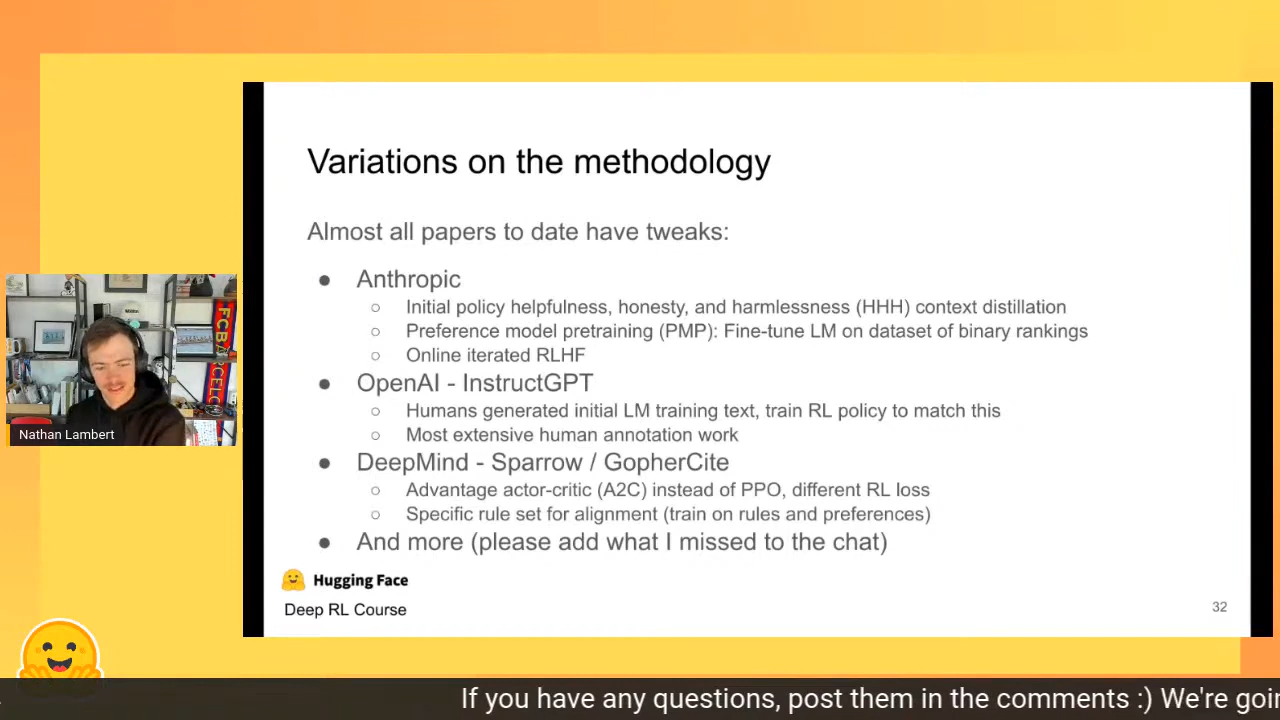 Variations on the methodology
Almost all papers to date have tweaks:
● Anthropic
○ Initial policy helpfulness, honesty, and harmlessness (HHH) context distillation
○ Preference model pretraining (PMP): Fine-tune LM on dataset of binary rankings
○ Online iterated RLHF
● OpenAI - InstructGPT
○ Humans generated initial LM training text, train RL policy to match this
○ Most extensive human annotation work
● DeepMind - Sparrow / GopherCite
○ Advantage actor-critic (A2C) instead of PPO, different RL loss
○ Specific rule set for alignment (train on rules and preferences)
● And more (please add what I missed to the chat)
Hugging Face
Deep RL Course
32
FCB
Nathan Lambert
If you have any questions, post them in the comments :) We're goi